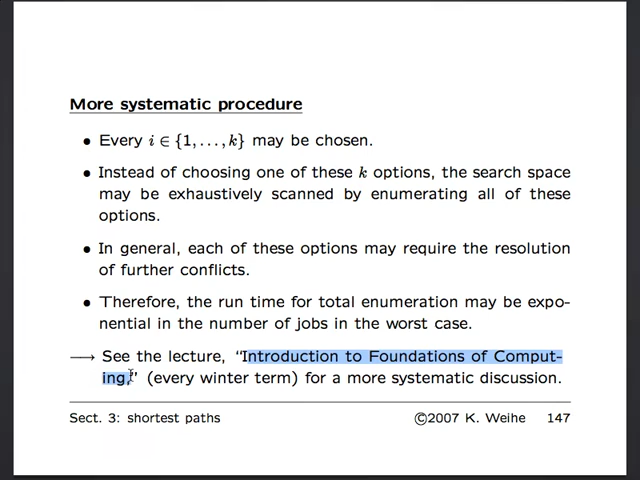 More systematic procedure
• Every i ∈ {1, . . . , k} may be chosen.
• Instead of choosing one of these k options, the search space
may be exhaustively scanned by enumerating all of these
options.
• In general, each of these options may require the resolution
of further conflicts.
• Therefore, the run time for total enumeration may be expo-
nential in the number of jobs in the worst case.
⟶ See the lecture, “Introduction to Foundations of Comput-
ing,” (every winter term) for a more systematic discussion.
Sect. 3: shortest paths ©2007 K. Weihe 147